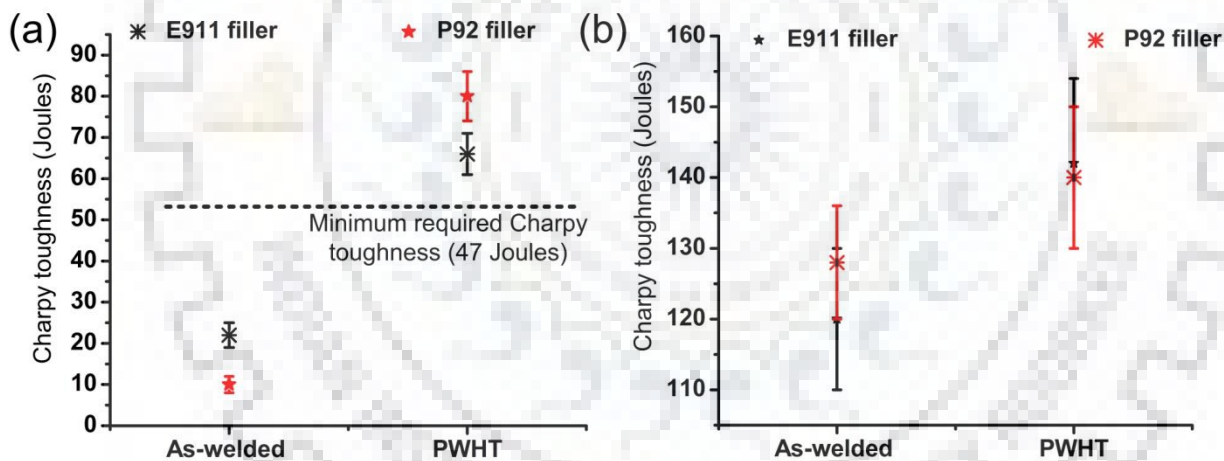 (a)
E911 filler
P92 filler
Charpy toughness (Joules)
90
80
70
60
50
40
30
20
10
0
Minimum required Charpy
toughness (47 Joules)
As-welded
PWHT
(b)
E911 filler
P92 filler
Charpy toughness (Joules)
160
150
140
130
120
110
As-welded
PWHT